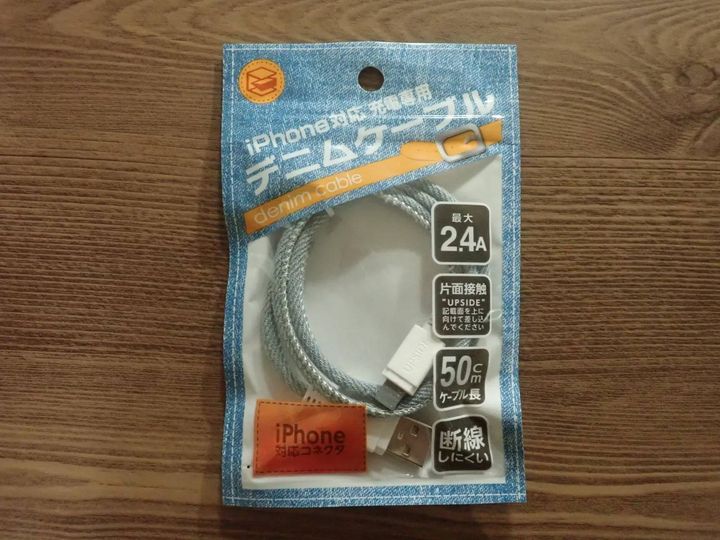 iPhone対応 充電専用
デニムケーブル
denim cable
最大
2.4A
片面接触
"UPSIDE"
記載面を上に
向けて差し込
んでください
UPSIDE
50cm
ケーブル長
iPhone
対応コネクタ
断線
しにくい